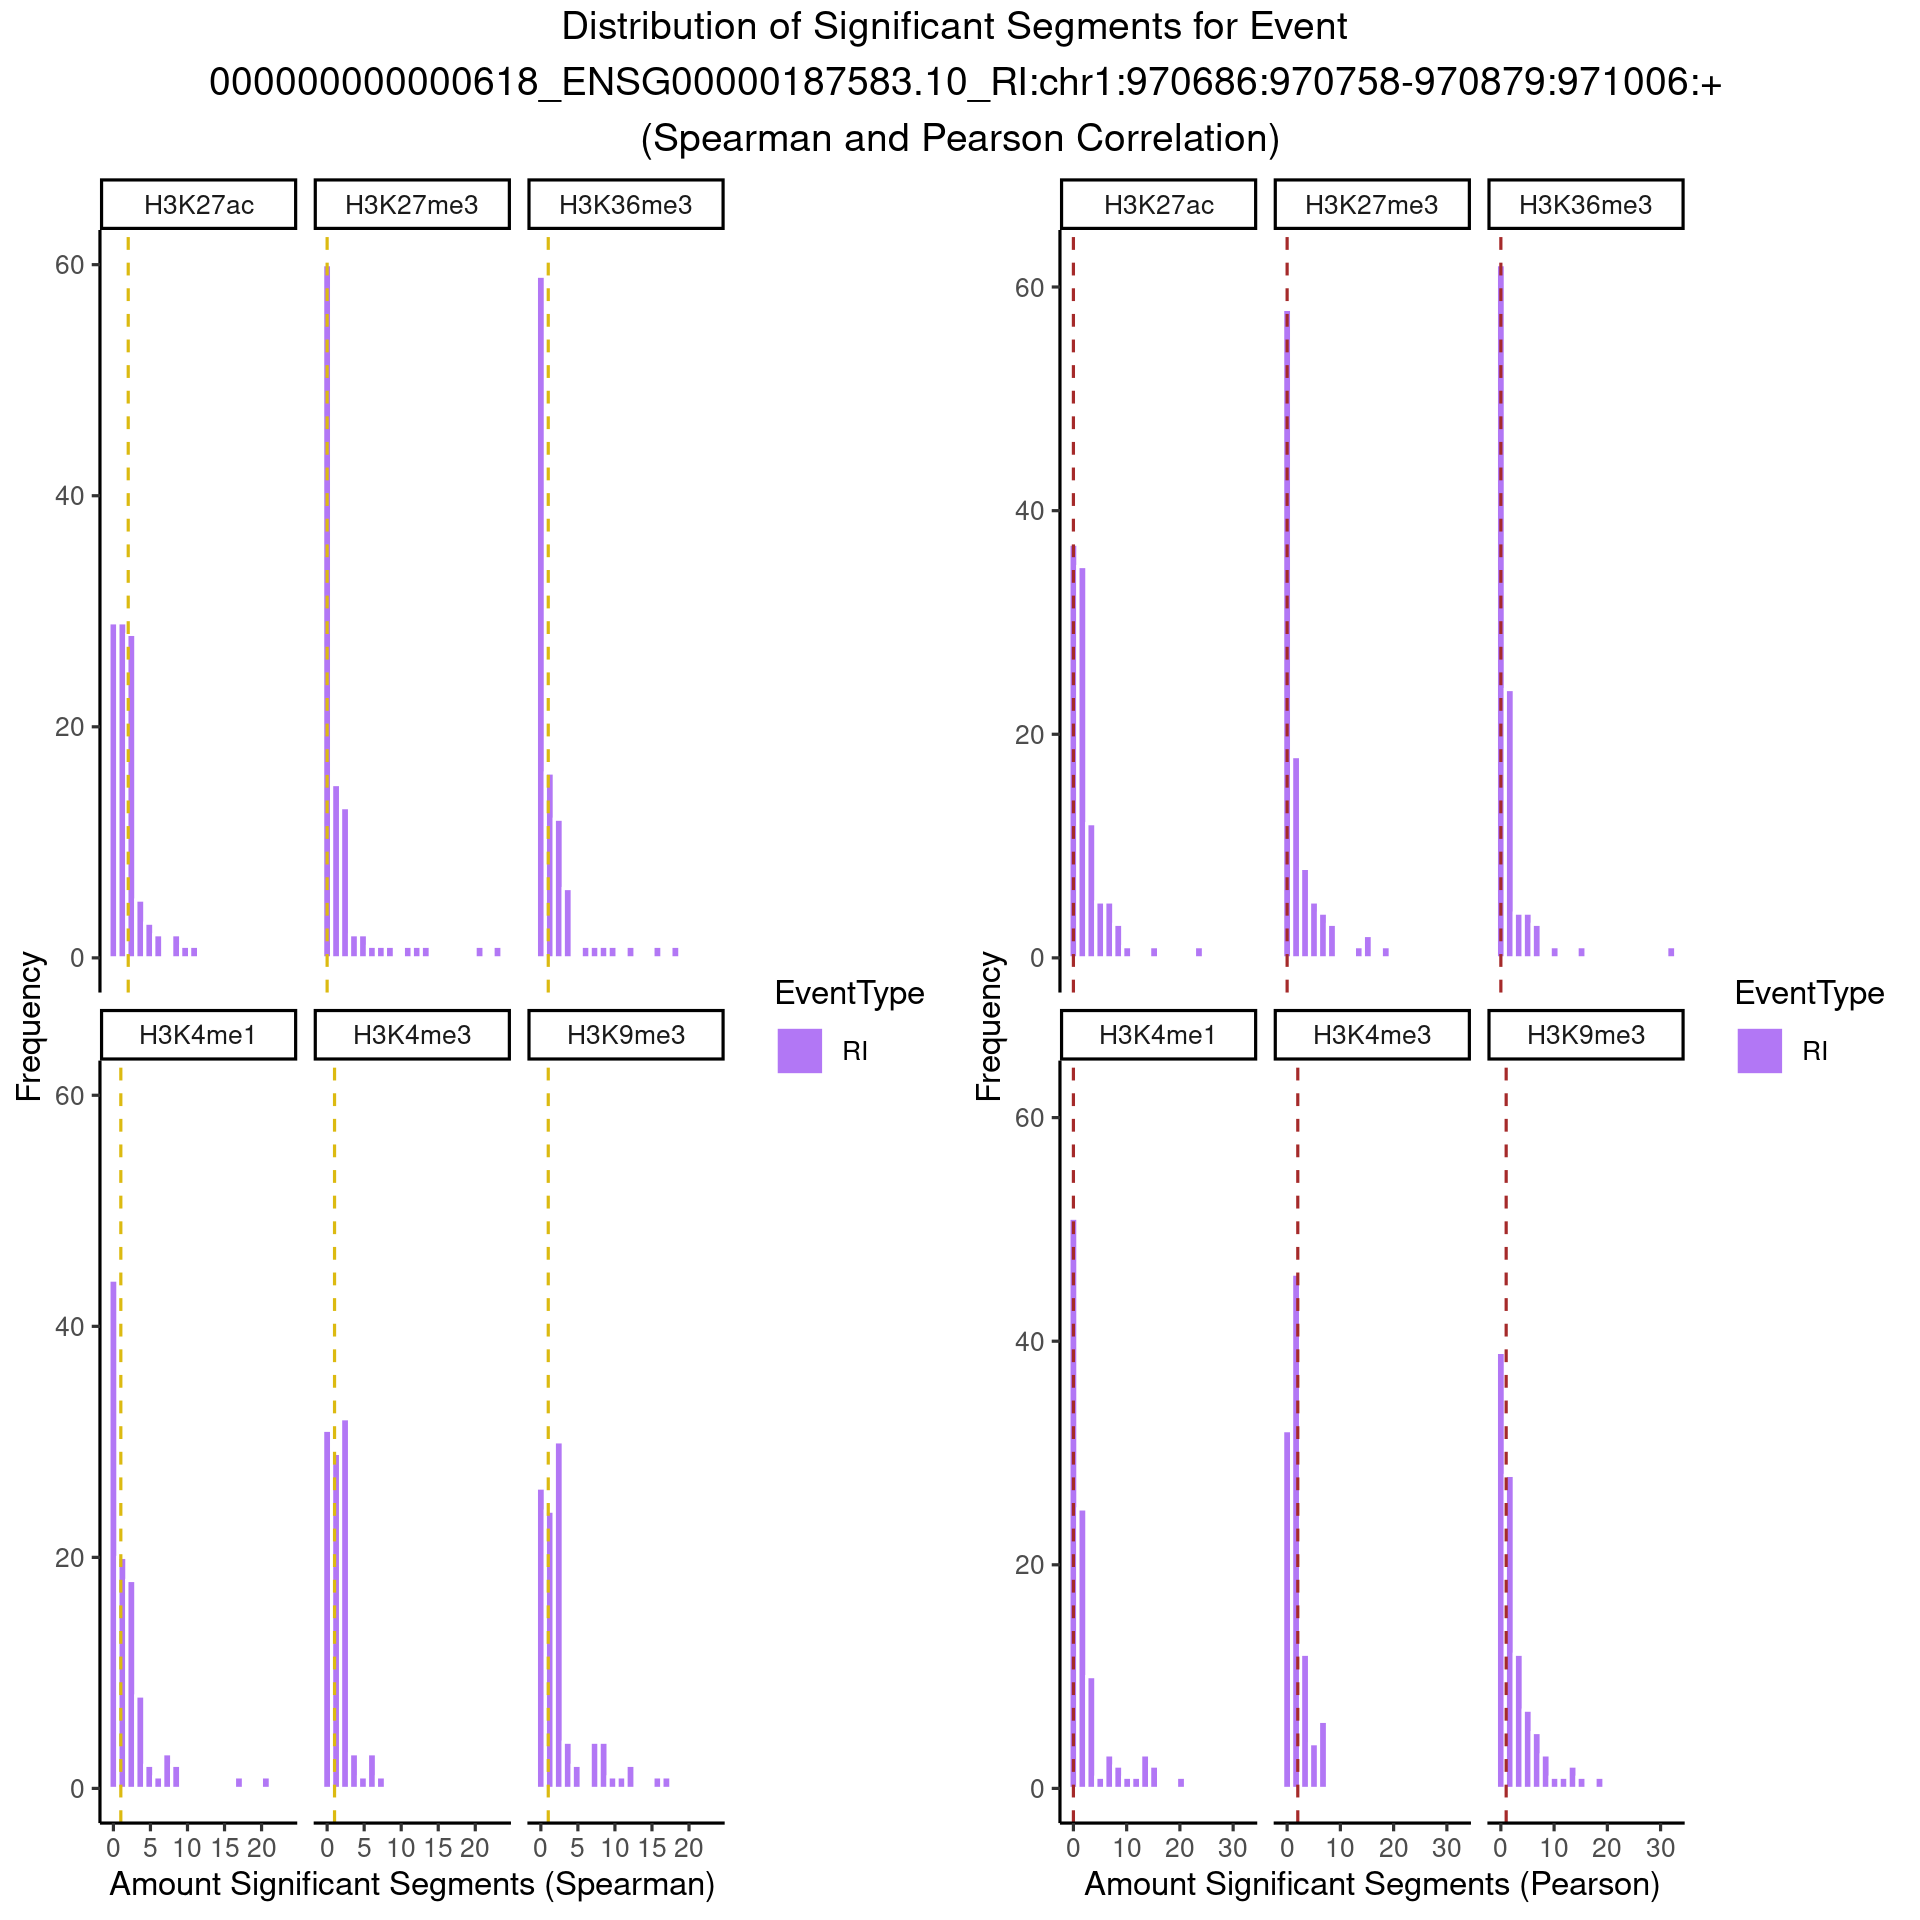 Distribution of Significant Segments for Event
000000000000618_ENSG00000187583.10_RI:chr1:970686:970758-970879:971006:+
(Spearman and Pearson Correlation)
H3K27ac H3K27me3 H3K36me3
60
40
20
0
H3K4me1 H3K4me3 H3K9me3
60
40
20
0
0 5 10 15 20 0 5 10 15 20 0 5 10 15 20
Frequency
Amount Significant Segments (Spearman)
EventType
RI
H3K27ac H3K27me3 H3K36me3
60
40
20
0
H3K4me1 H3K4me3 H3K9me3
60
40
20
0
0 10 20 30 0 10 20 30 0 10 20 30
Frequency
Amount Significant Segments (Pearson)
EventType
RI